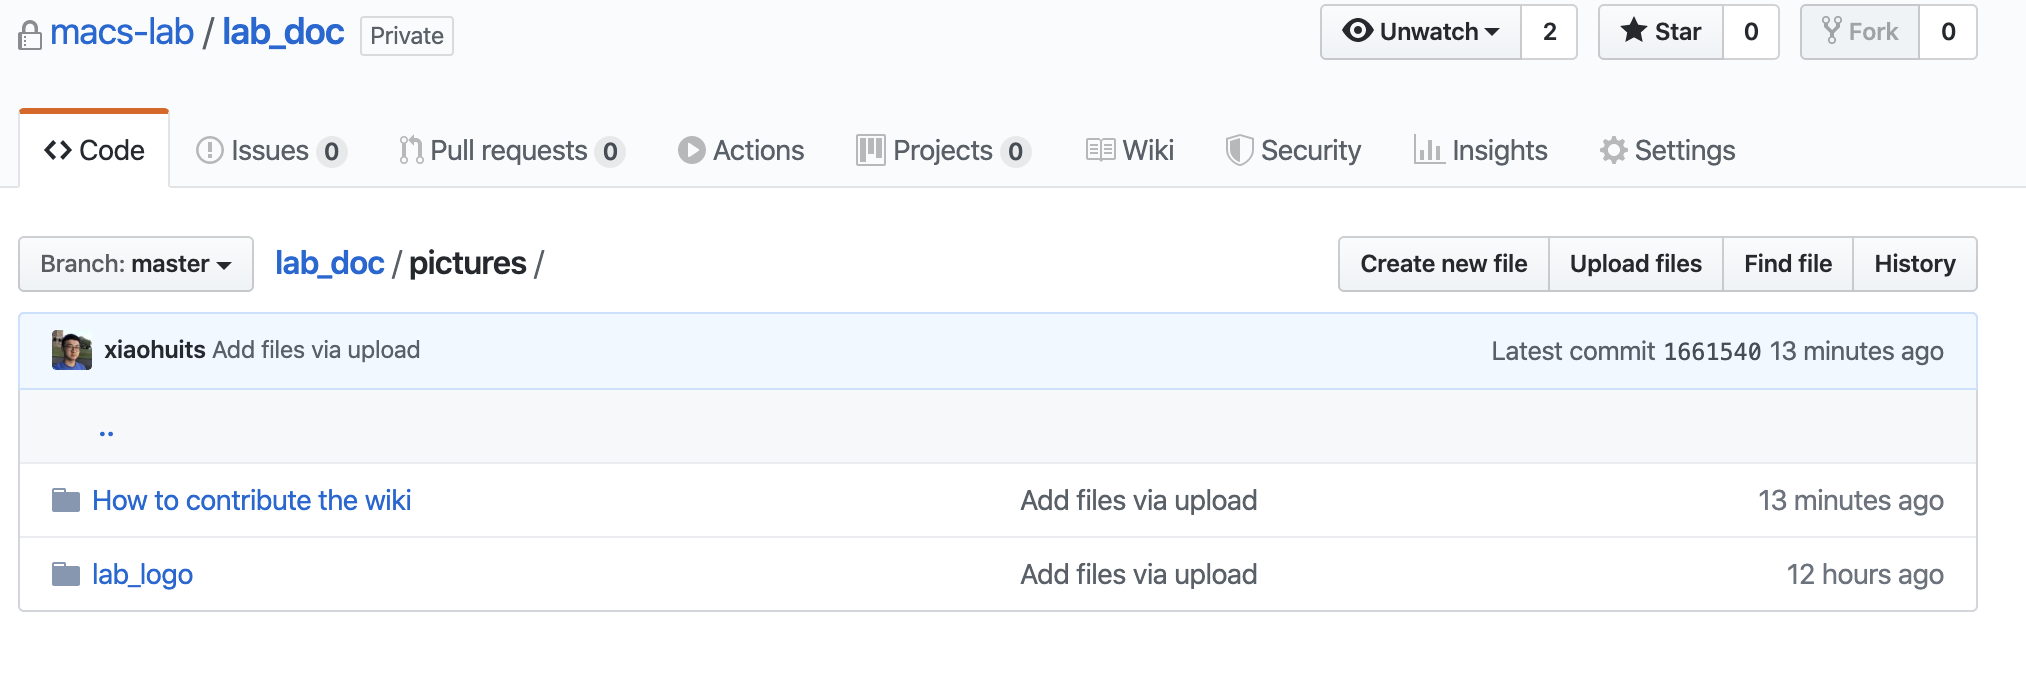 macs-lab / lab_doc Private Unwatch 2 Star 0 Fork 0
Code Issues 0 Pull requests 0 Actions Projects 0 Wiki Security Insights Settings
Branch: master lab_doc / pictures / Create new file Upload files Find file History
xiaohuits Add files via upload Latest commit 1661540 13 minutes ago
..
How to contribute the wiki Add files via upload 13 minutes ago
lab_logo Add files via upload 12 hours ago